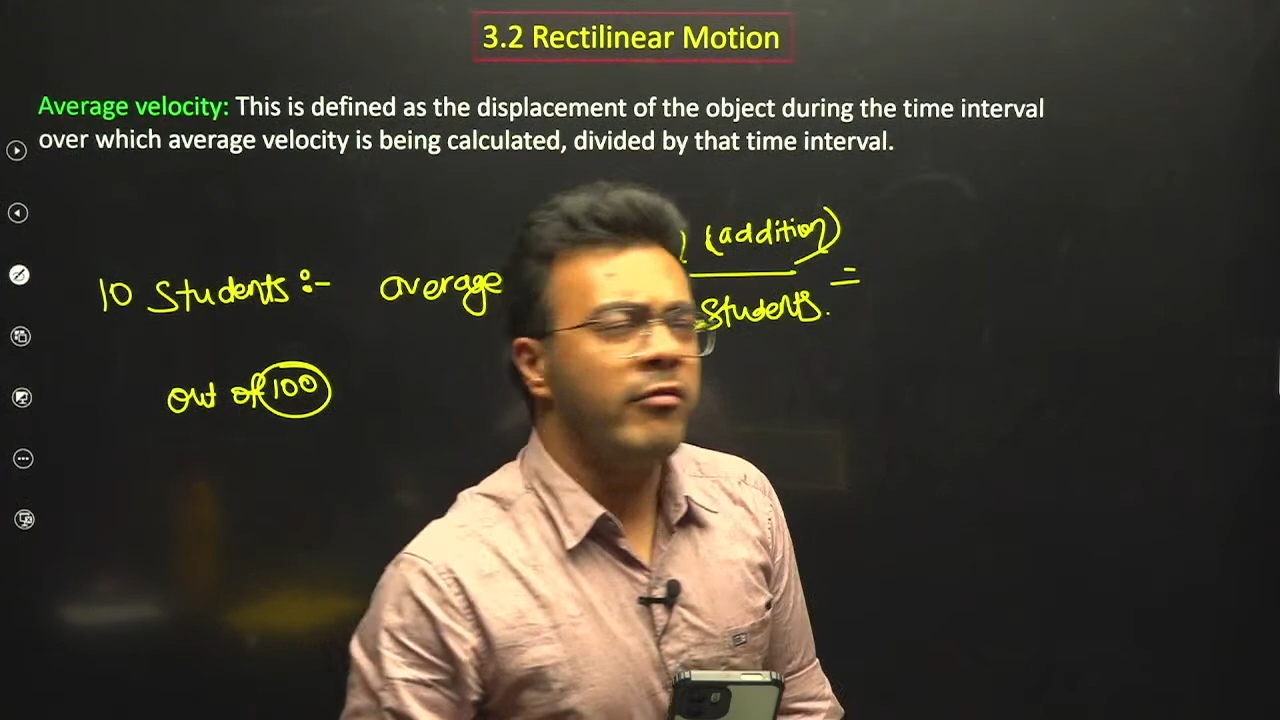 3.2 Rectilinear Motion
Average velocity: This is defined as the displacement of the object during the time interval
over which average velocity is being calculated, divided by that time interval.
(addition)
10 Students :- average =
Students.
out of 100